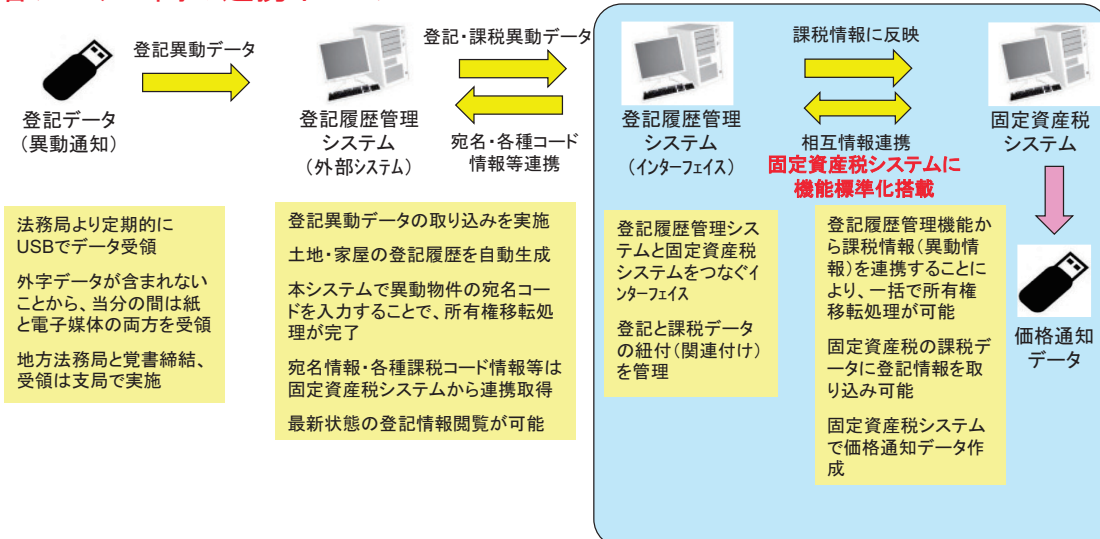 登記異動データ
登記データ
（異動通知）
登記履歴管理
システム
（外部システム）
登記・課税異動データ
宛名・各種コード
情報等連携
登記履歴管理
システム
（インターフェイス）
課税情報に反映
相互情報連携
固定資産税システムに
機能標準化搭載
固定資産税
システム
法務局より定期的に
USBでデータ受領
外字データが含まれない
ことから、当分の間は紙
と電子媒体の両方を受領
地方法務局と覚書締結、
受領は支局で実施
登記異動データの取り込みを実施
土地・家屋の登記履歴を自動生成
本システムで異動物件の宛名コー
ドを入力することで、所有権移転処
理が完了
宛名情報・各種課税コード情報等は
固定資産税システムから連携取得
最新状態の登記情報閲覧が可能
登記履歴管理シス
テムと固定資産税
システムをつなぐイ
ンターフェイス
登記と課税データ
の紐付（関連付け）
を管理
登記履歴管理機能か
ら課税情報（異動情
報）を連携することに
より、一括で所有権
移転処理が可能
固定資産税の課税デ
ータに登記情報を取
り込み可能
固定資産税システム
で価格通知データ作
成
価格通知
データ